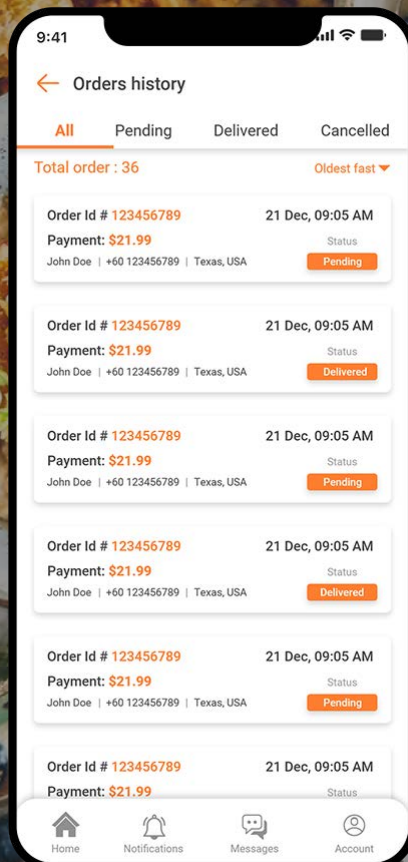 9:41
Orders history
All Pending Delivered Cancelled
Total order : 36 Oldest fast
Order Id # 123456789 21 Dec, 09:05 AM
Payment: $21.99 Status
John Doe | +60 123456789 | Texas, USA Pending
Order Id # 123456789 21 Dec, 09:05 AM
Payment: $21.99 Status
John Doe | +60 123456789 | Texas, USA Delivered
Order Id # 123456789 21 Dec, 09:05 AM
Payment: $21.99 Status
John Doe | +60 123456789 | Texas, USA Pending
Order Id # 123456789 21 Dec, 09:05 AM
Payment: $21.99 Status
John Doe | +60 123456789 | Texas, USA Delivered
Order Id # 123456789 21 Dec, 09:05 AM
Payment: $21.99 Status
John Doe | +60 123456789 | Texas, USA Pending
Order Id # 123456789 21 Dec, 09:05 AM
Payment: $21.99 Status
Home Notifications Messages Account